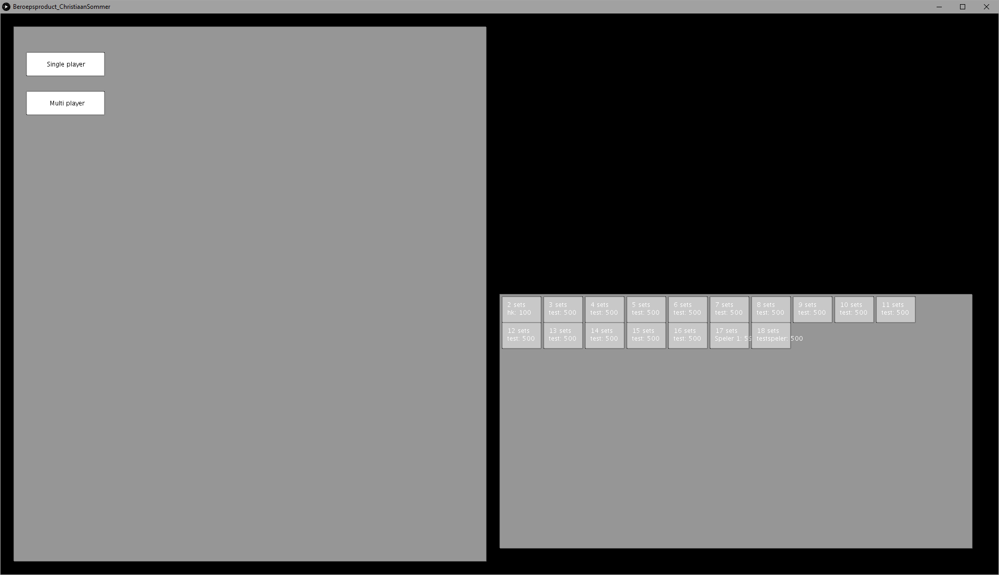 Beroepsproduct_ChristiaanSommer
Single player
Multi player
2 sets
hk: 100
3 sets
test: 500
4 sets
test: 500
5 sets
test: 500
6 sets
test: 500
7 sets
test: 500
8 sets
test: 500
9 sets
test: 500
10 sets
test: 500
11 sets
test: 500
12 sets
test: 500
13 sets
test: 500
14 sets
test: 500
15 sets
test: 500
16 sets
test: 500
17 sets
Speler 1:
18 sets
testspeler: 500